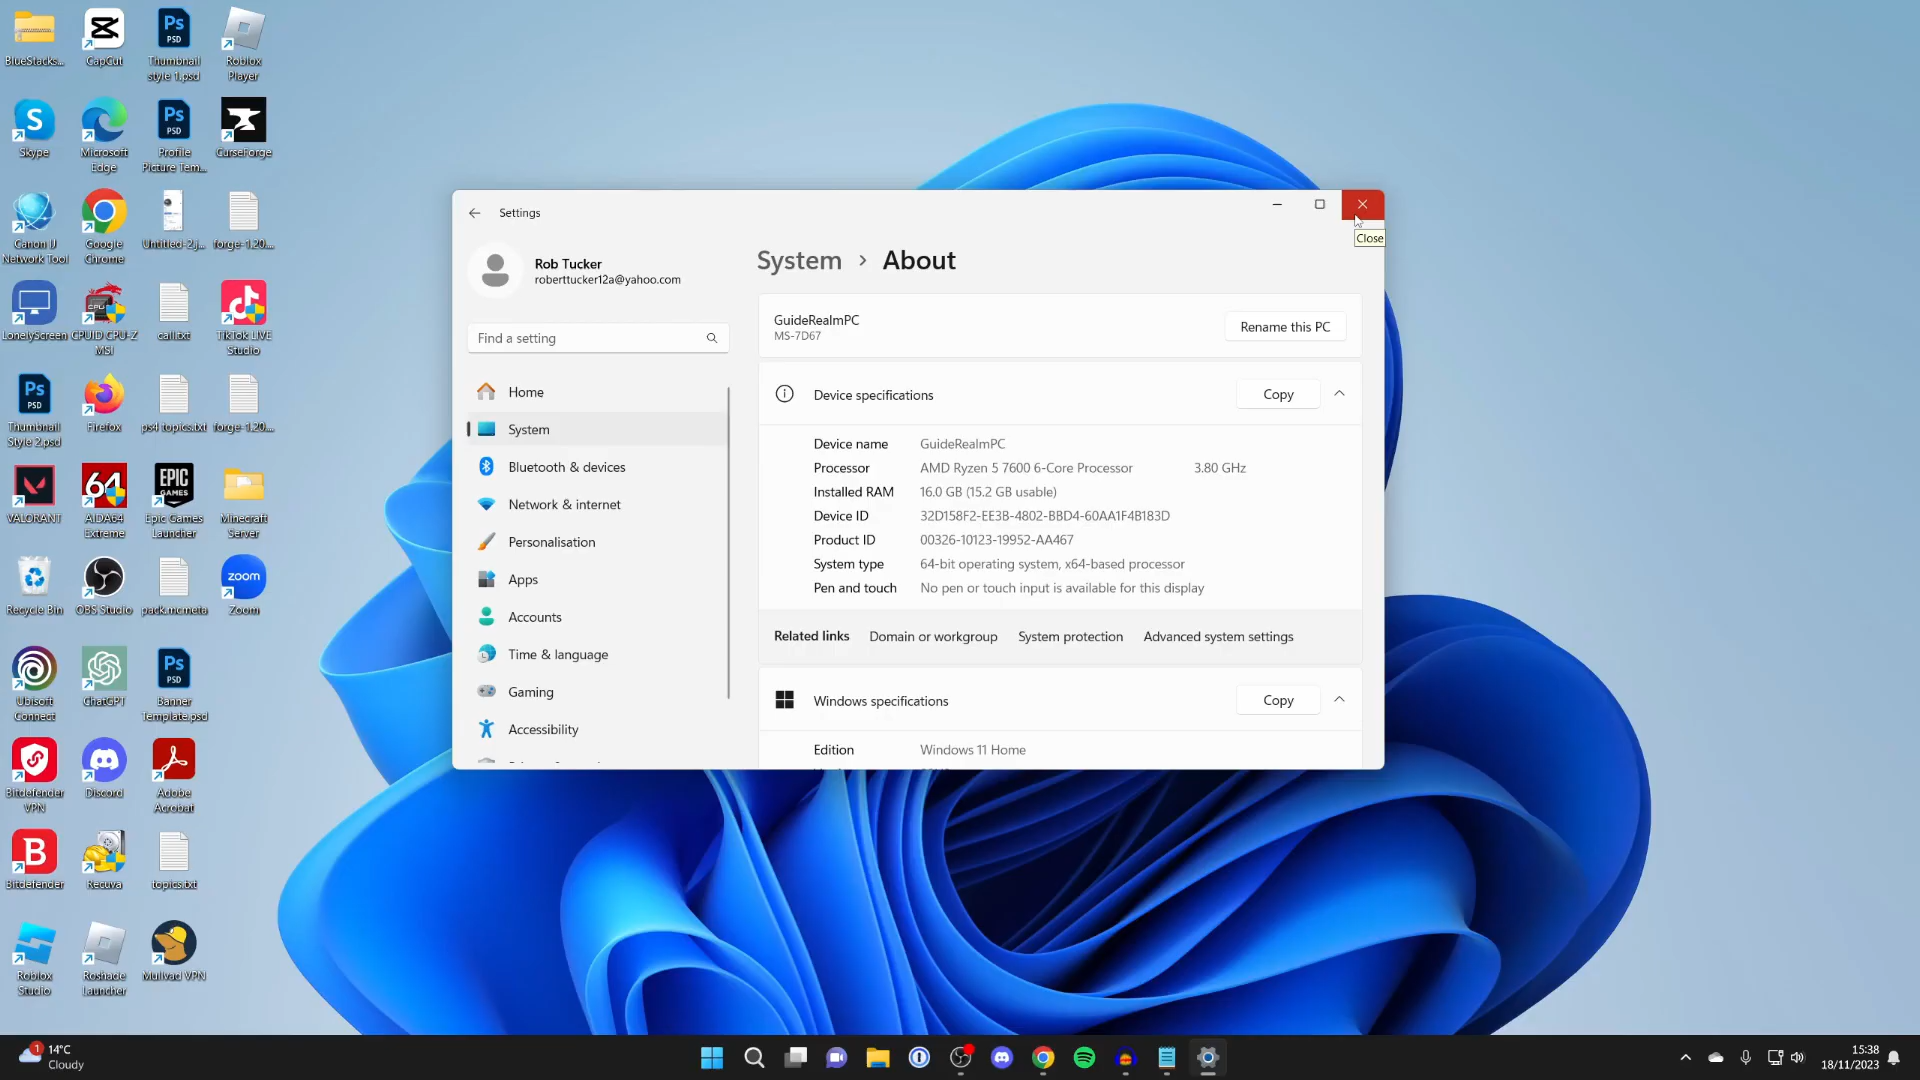 BlueStacks...
CapCut
Thumbnail
style 1.psd
Roblox
Player
Skype
Microsoft
Edge
Profile
Picture Tem...
CurseForge
Canon IJ
Network Tool
Google
Chrome
Untitled-2.j...
forge-1.20....
LonelyScreen
CPUID CPU-Z
MSI
call.txt
TikTok LIVE
Studio
Thumbnail
Style 2.psd
Firefox
ps4 topics.txt
forge-1.20....
VALORANT
AIDA64
Extreme
Epic Games
Launcher
Minecraft
Server
Recycle Bin
OBS Studio
pack.mcmeta
Zoom
Ubisoft
Connect
ChatGPT
Banner
Template.psd
Bitdefender
VPN
Discord
Adobe
Acrobat
Bitdefender
Recuva
topics.txt
Roblox
Studio
Roshade
Launcher
Mullvad VPN
Settings
Close
Rob Tucker
roberttucker12a@yahoo.com
Find a setting
Home
System
Bluetooth & devices
Network & internet
Personalisation
Apps
Accounts
Time & language
Gaming
Accessibility
System > About
GuideRealmPC
MS-7D67
Rename this PC
Device specifications
Copy
Device name GuideRealmPC
Processor AMD Ryzen 5 7600 6-Core Processor 3.80 GHz
Installed RAM 16.0 GB (15.2 GB usable)
Device ID 32D158F2-EE3B-4802-BBD4-60AA1F4B183D
Product ID 00326-10123-19952-AA467
System type 64-bit operating system, x64-based processor
Pen and touch No pen or touch input is available for this display
Related links Domain or workgroup System protection Advanced system settings
Windows specifications
Copy
Edition Windows 11 Home
1
14°C
Cloudy
15:38
18/11/2023